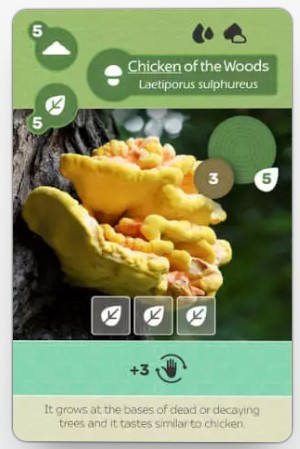 5
Chicken of the Woods
Laetiporus sulphureus
5
3
5
+3
It grows at the bases of dead or decaying
trees and it tastes similar to chicken.